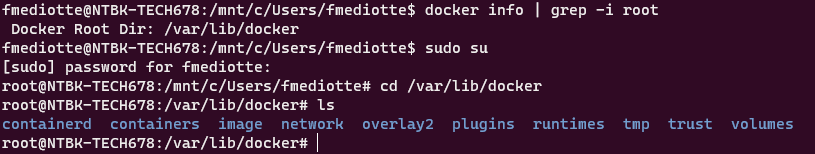 fmediotte@NTBK-TECH678:/mnt/c/Users/fmediotte$ docker info | grep -i root
 Docker Root Dir: /var/lib/docker
fmediotte@NTBK-TECH678:/mnt/c/Users/fmediotte$ sudo su
[sudo] password for fmediotte:
root@NTBK-TECH678:/mnt/c/Users/fmediotte# cd /var/lib/docker
root@NTBK-TECH678:/var/lib/docker# ls
containerd  containers  image  network  overlay2  plugins  runtimes  tmp  trust  volumes
root@NTBK-TECH678:/var/lib/docker#